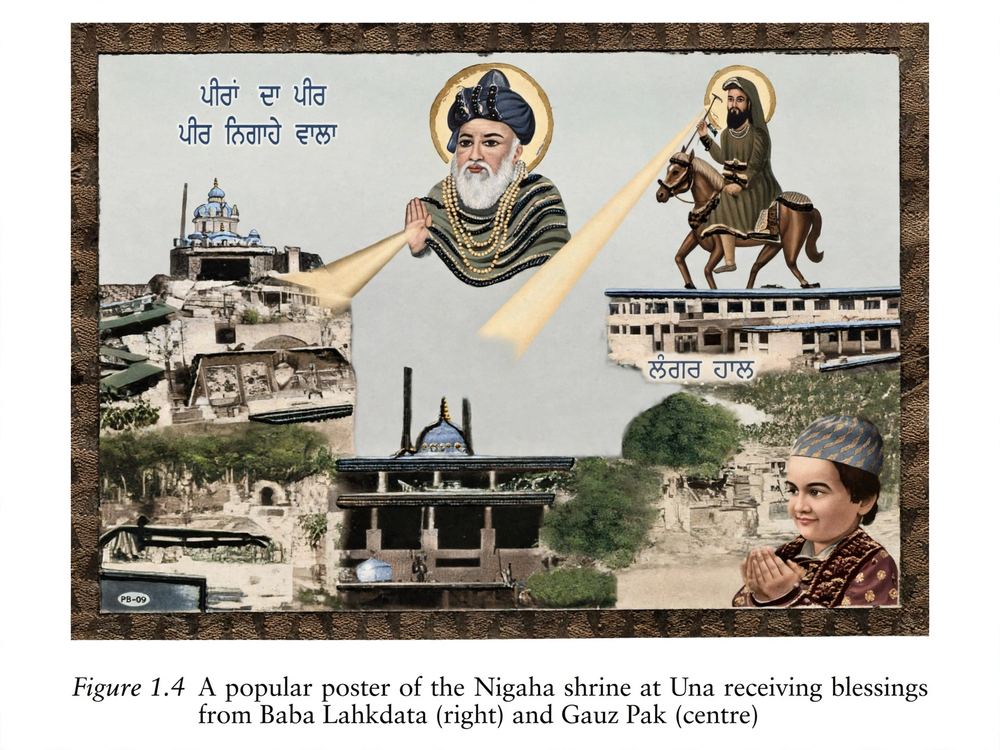 ਪੀਰਾਂ ਦਾ ਪੀਰ
ਪੀਰ ਨਿਗਾਹੇ ਵਾਲਾ
ਲੰਗਰ ਹਾਲ
PB-09
Figure 1.4 A popular poster of the Nigaha shrine at Una receiving blessings
from Baba Lahkdata (right) and Gauz Pak (centre)